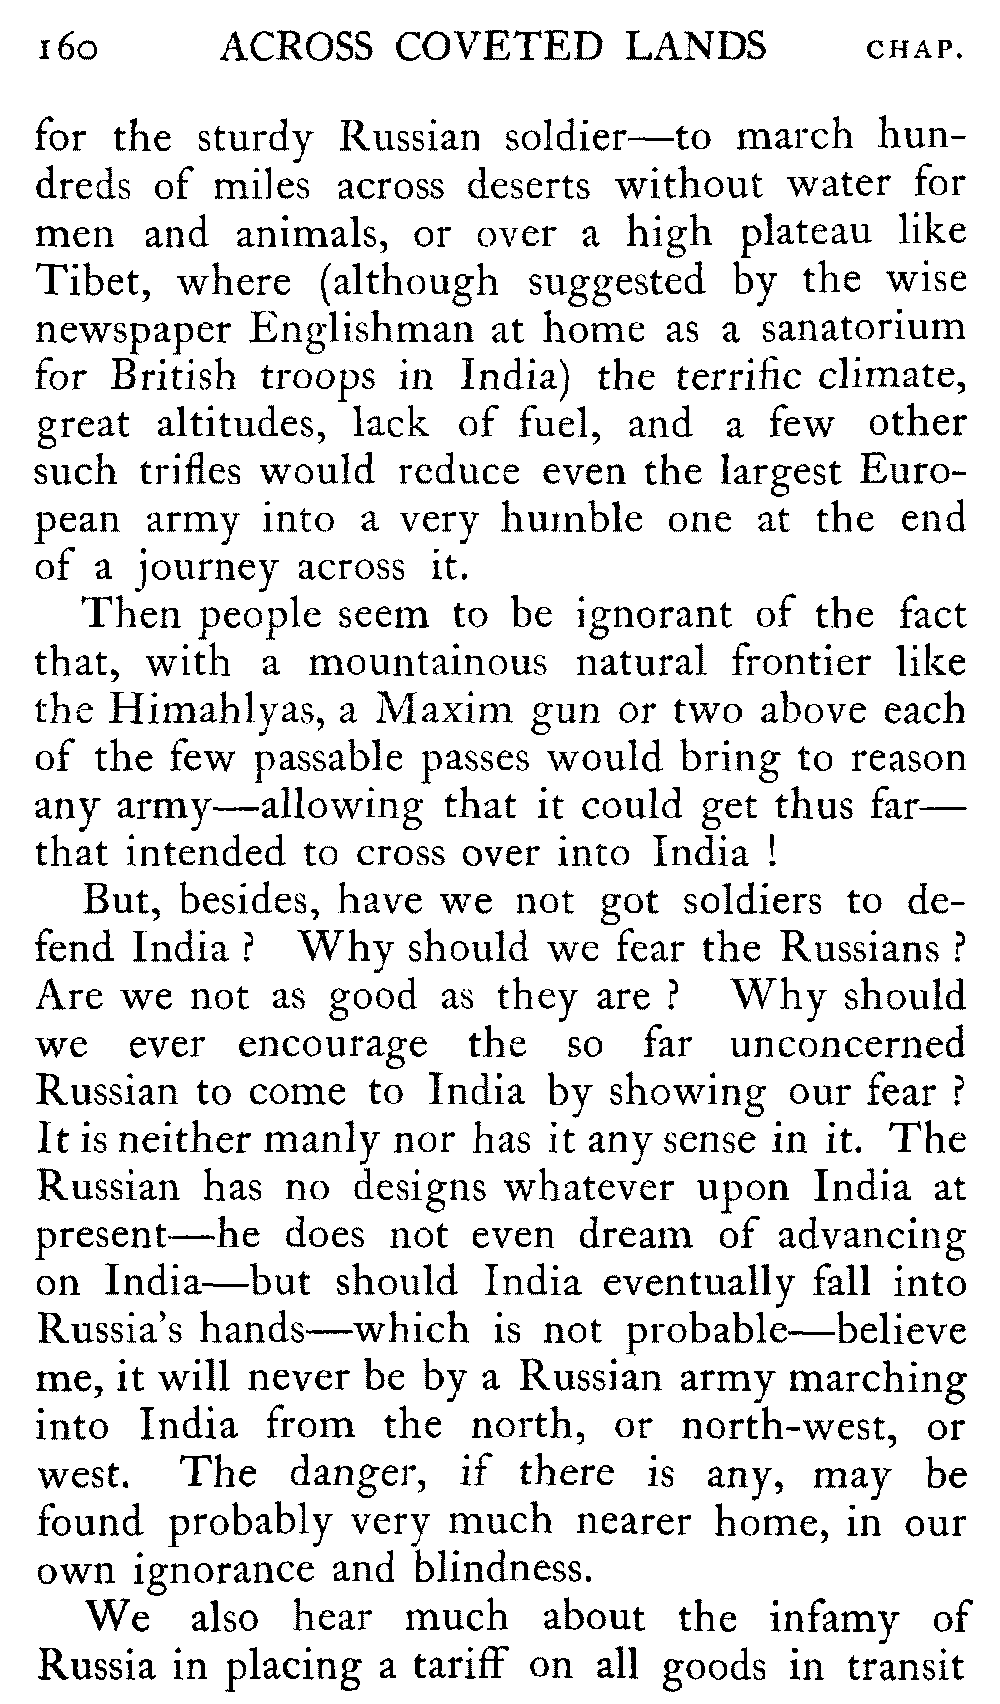 160 ACROSS COVETED LANDS CHAP.
for the sturdy Russian soldier—to march hun-
dreds of miles across deserts without water for
men and animals, or over a high plateau like
Tibet, where (although suggested by the wise
newspaper Englishman at home as a sanatorium
for British troops in India) the terrific climate,
great altitudes, lack of fuel, and a few other
such trifles would reduce even the largest Euro-
pean army into a very humble one at the end
of a journey across it.
Then people seem to be ignorant of the fact
that, with a mountainous natural frontier like
the Himahlyas, a Maxim gun or two above each
of the few passable passes would bring to reason
any army—allowing that it could get thus far—
that intended to cross over into India !
But, besides, have we not got soldiers to de-
fend India ? Why should we fear the Russians ?
Are we not as good as they are ? Why should
we ever encourage the so far unconcerned
Russian to come to India by showing our fear ?
It is neither manly nor has it any sense in it. The
Russian has no designs whatever upon India at
present—he does not even dream of advancing
on India—but should India eventually fall into
Russia's hands—which is not probable—believe
me, it will never be by a Russian army marching
into India from the north, or north-west, or
west. The danger, if there is any, may be
found probably very much nearer home, in our
own ignorance and blindness.
We also hear much about the infamy of
Russia in placing a tariff on all goods in transit